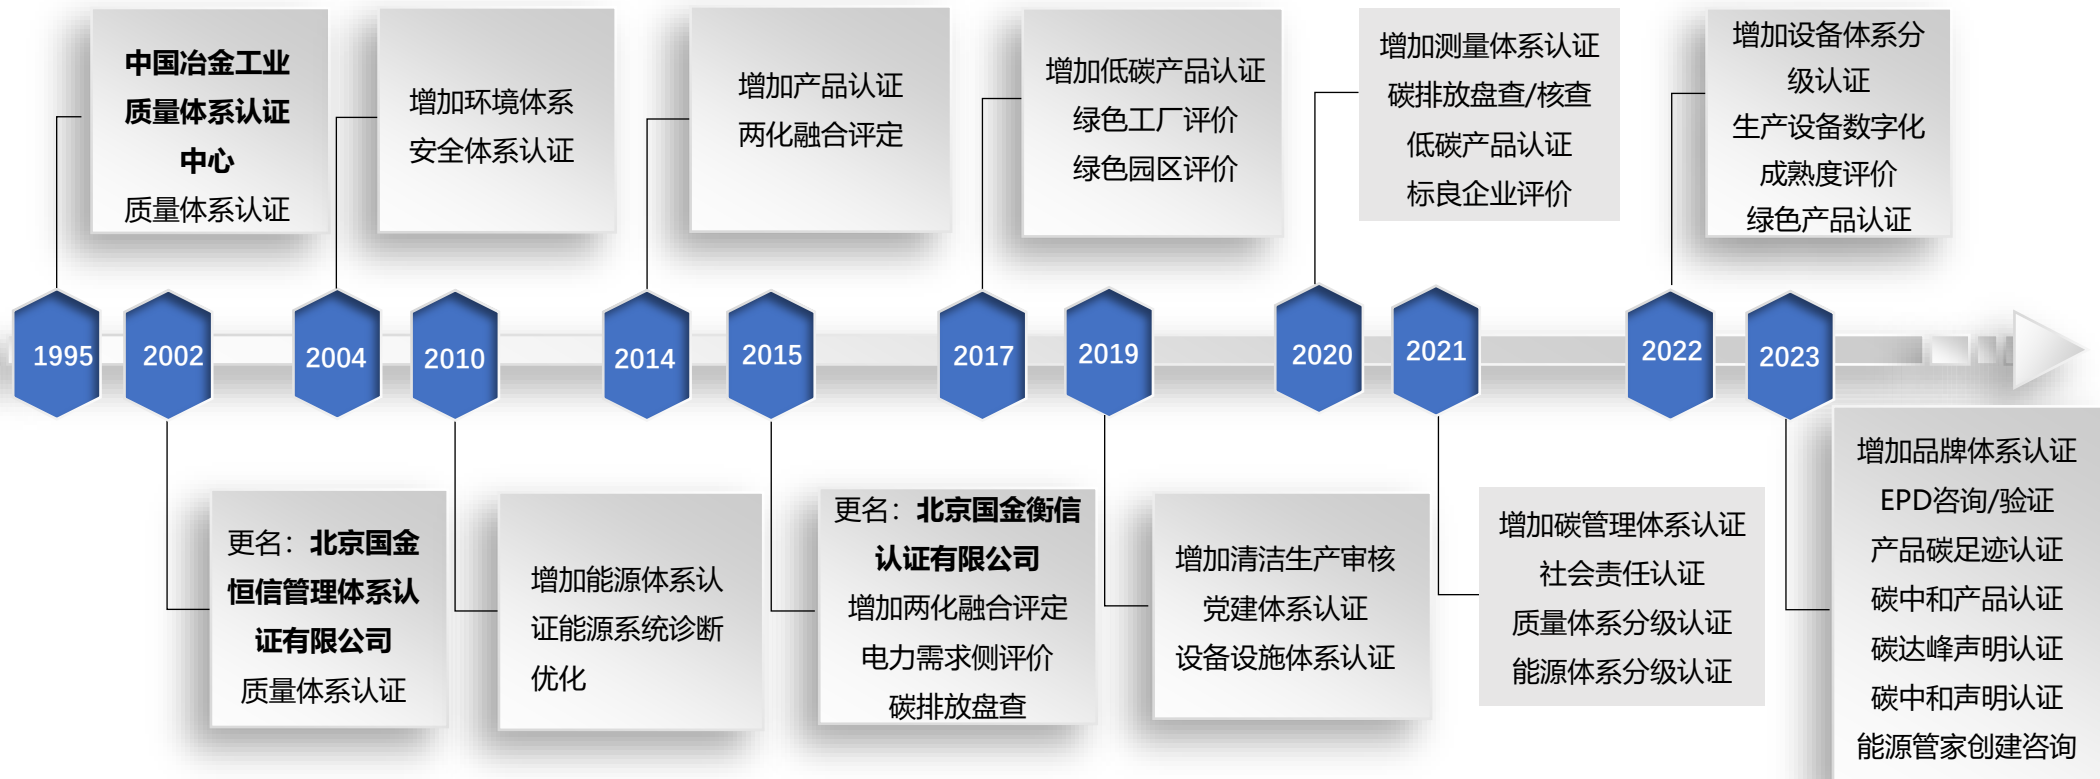 中国冶金工业
质量体系认证
中心
质量体系认证
增加环境体系
安全体系认证
增加产品认证
两化融合评定
增加低碳产品认证
绿色工厂评价
绿色园区评价
增加测量体系认证
碳排放盘查/核查
低碳产品认证
标良企业评价
增加设备体系分
级认证
生产设备数字化
成熟度评价
绿色产品认证
1995
2002
2004
2010
2014
2015
2017
2019
2020
2021
2022
2023
更名：北京国金
恒信管理体系认
证有限公司
质量体系认证
增加能源体系认
证能源系统诊断
优化
更名：北京国金衡信
认证有限公司
增加两化融合评定
电力需求侧评价
碳排放盘查
增加清洁生产审核
党建体系认证
设备设施体系认证
增加碳管理体系认证
社会责任认证
质量体系分级认证
能源体系分级认证
增加品牌体系认证
EPD咨询/验证
产品碳足迹认证
碳中和产品认证
碳达峰声明认证
碳中和声明认证
能源管家创建咨询